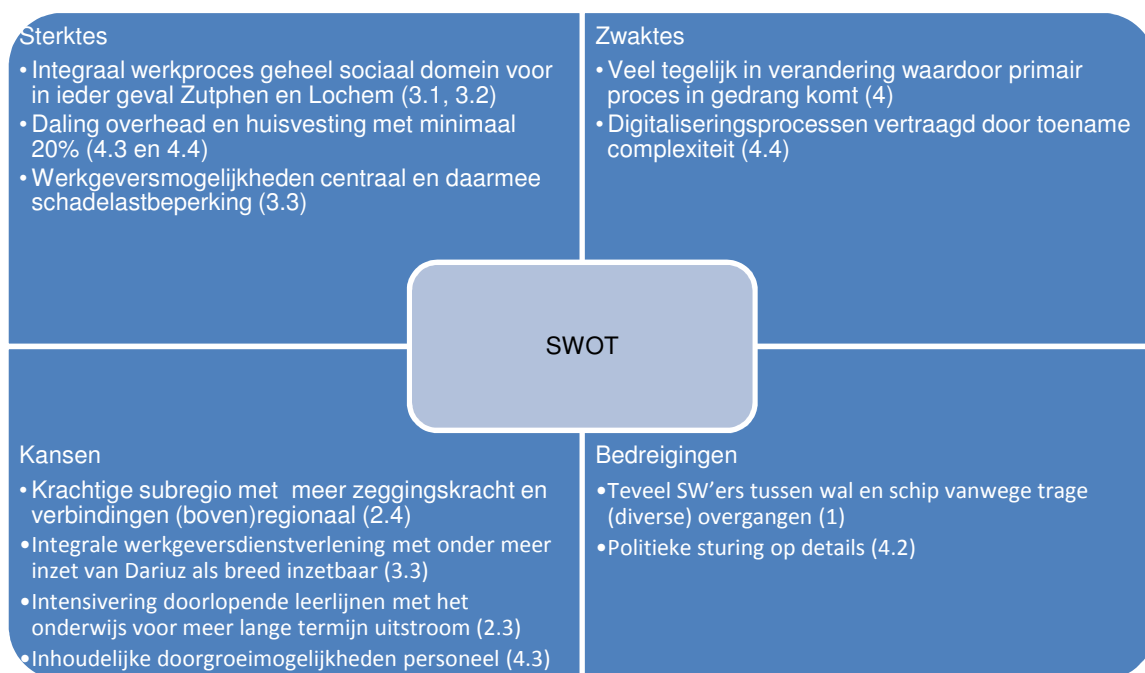 Sterktes
• Integraal werkproces geheel sociaal domein voor
in ieder geval Zutphen en Lochem (3.1, 3.2)
• Daling overhead en huisvesting met minimaal
20% (4.3 en 4.4)
• Werkgeversmogelijkheden centraal en daarmee
schadelastbeperking (3.3)
Zwaktes
• Veel tegelijk in verandering waardoor primair
proces in gedrang komt (4)
• Digitaliseringsprocessen vertraagd door toename
complexiteit (4.4)
SWOT
Kansen
• Krachtige subregio met meer zeggingskracht en
verbindingen (boven)regionaal (2.4)
•Integrale werkgeversdienstverlening met onder meer
inzet van Dariuz als breed inzetbaar (3.3)
•Intensivering doorlopende leerlijnen met het
onderwijs voor meer lange termijn uitstroom (2.3)
•Inhoudelijke doorgroeimogelijkheden personeel (4.3)
Bedreigingen
•Teveel SW’ers tussen wal en schip vanwege trage
(diverse) overgangen (1)
•Politieke sturing op details (4.2)